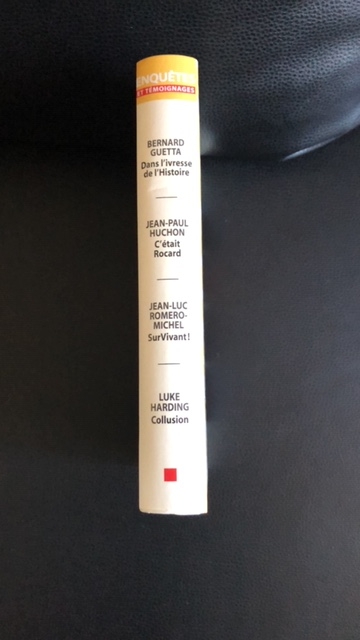 ENQUÊTES
ET TÉMOIGNAGES
BERNARD
GUETTA
Dans l'ivresse
de l'Histoire
JEAN-PAUL
HUCHON
C'était
Rocard
JEAN-LUC
ROMERO-
MICHEL
SurVivant!
LUKE
HARDING
Collusion